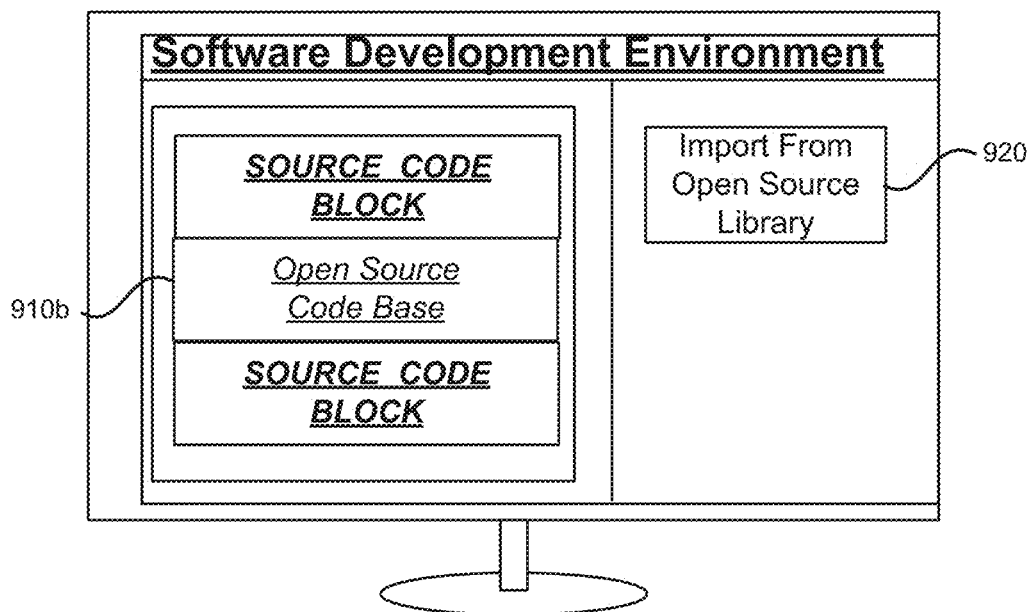 Software Development Environment
SOURCE CODE
BLOCK
Open Source
Code Base
SOURCE CODE
BLOCK
910b
Import From
Open Source
Library
920